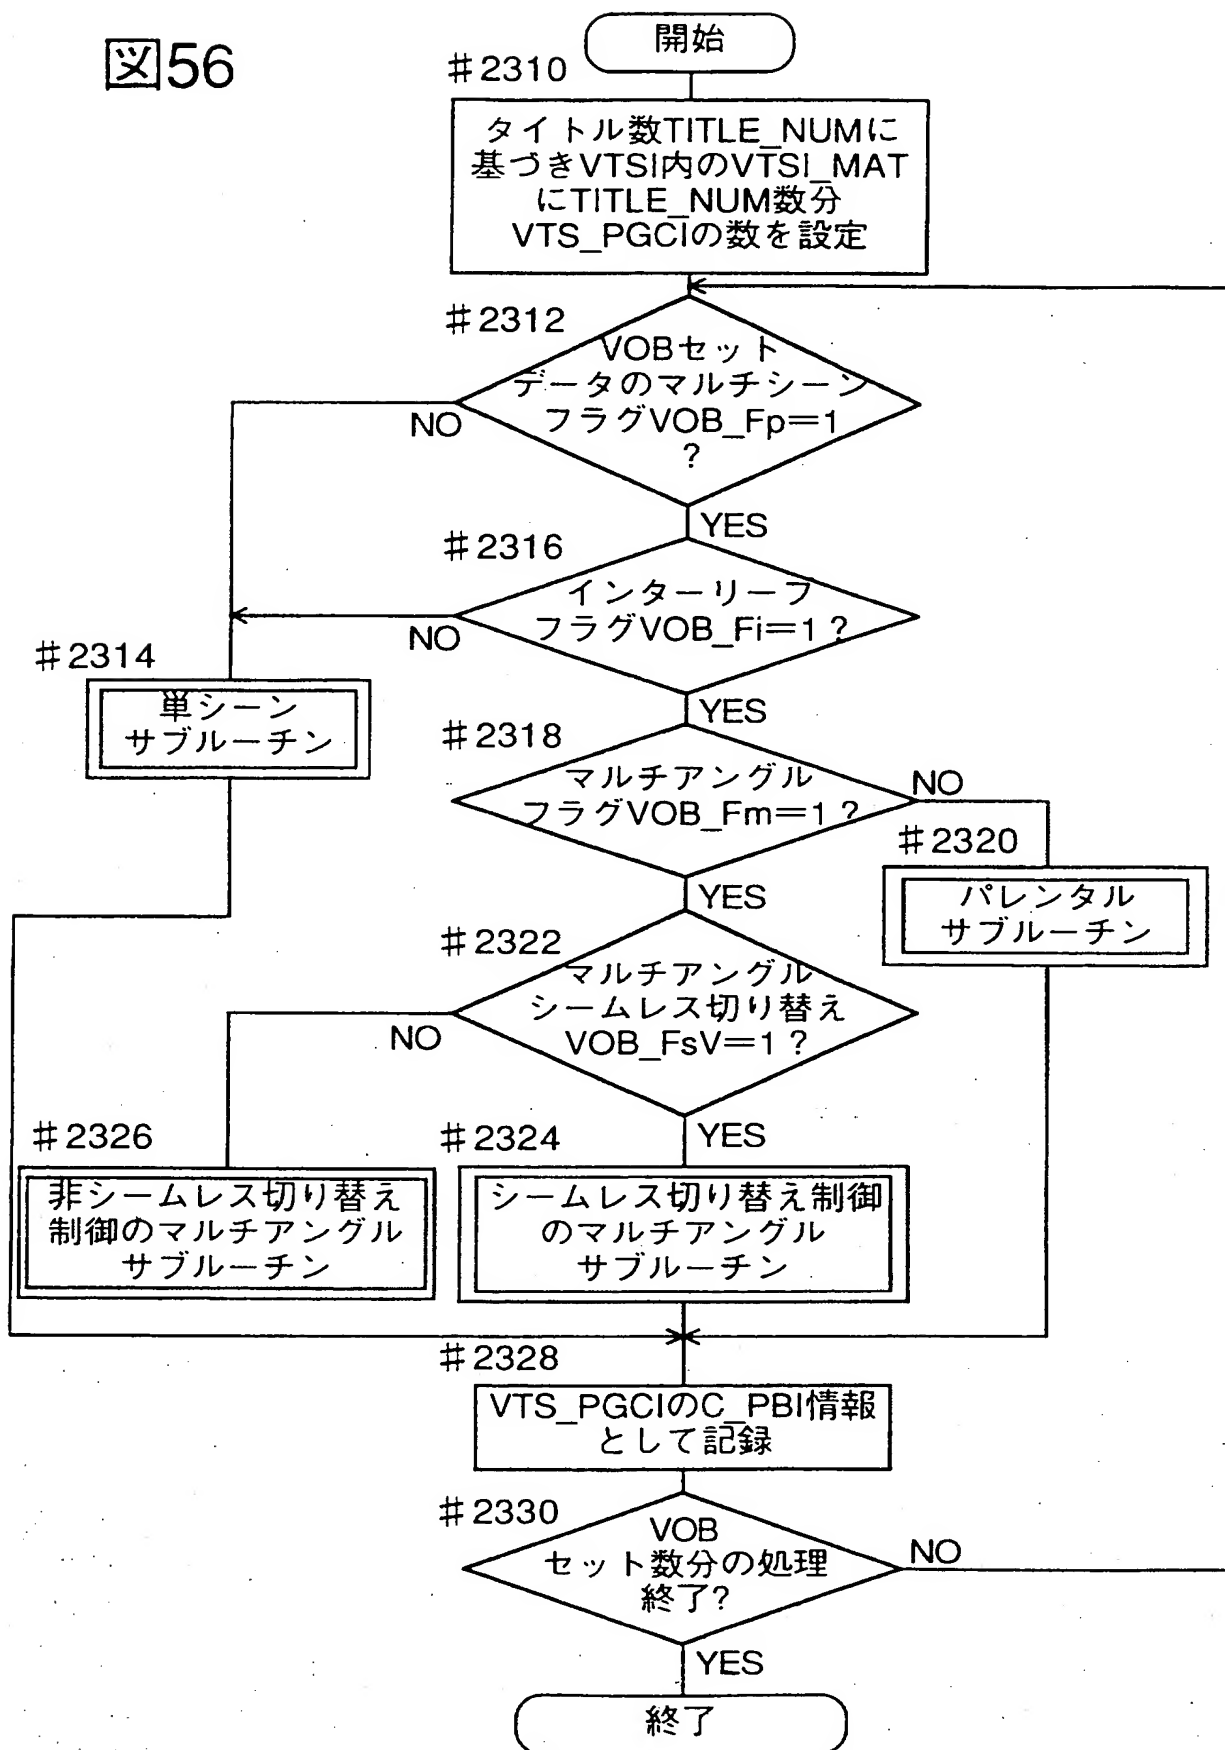 図56
開始
#2310
タイトル数TITLE_NUMに
基づきVTSI内のVTSI_MAT
にTITLE_NUM数分
VTS_PGCIの数を設定
#2312
VOBセット
データのマルチシーン
フラグVOB_Fp=1
?
NO
YES
#2316
インターリーフ
フラグVOB_Fi=1?
NO
YES
#2314
単シーン
サブルーチン
#2318
マルチアングル
フラグVOB_Fm=1?
NO
YES
#2320
パレンタル
サブルーチン
#2322
マルチアングル
シームレス切り替え
VOB_FsV=1?
NO
YES
#2326
非シームレス切り替え
制御のマルチアングル
サブルーチン
#2324
シームレス切り替え制御
のマルチアングル
サブルーチン
#2328
VTS_PGCIのC_PBI情報
として記録
#2330
VOB
セット数分の処理
終了?
NO
YES
終了